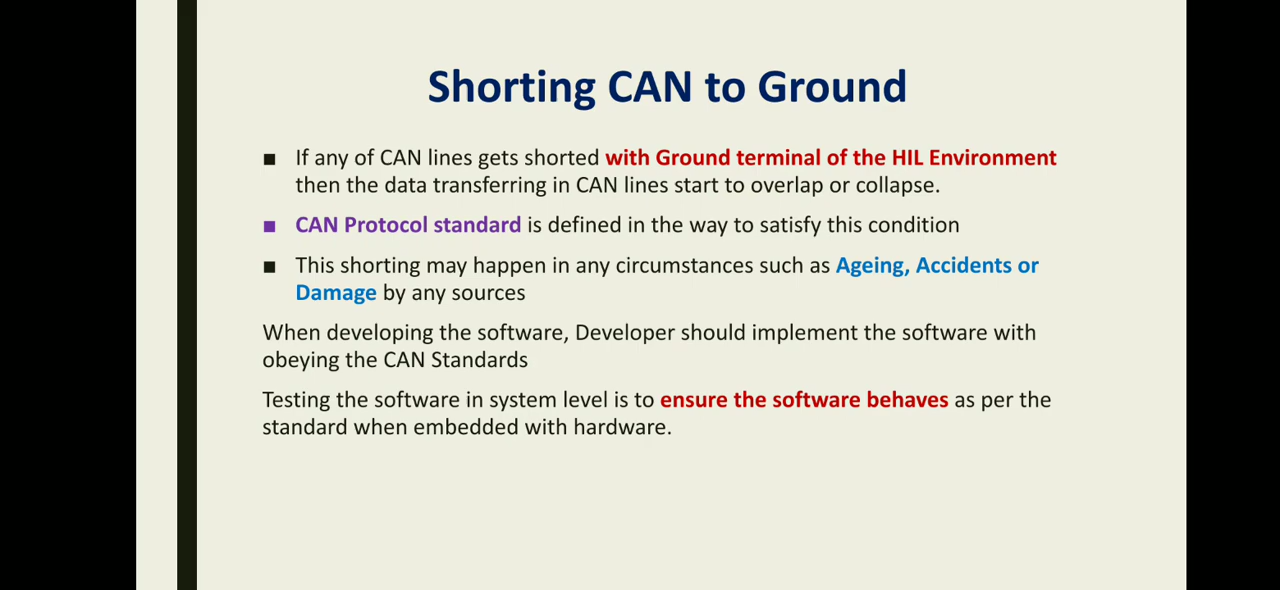 Shorting CAN to Ground
▪ If any of CAN lines gets shorted with Ground terminal of the HIL Environment
then the data transferring in CAN lines start to overlap or collapse.
▪ CAN Protocol standard is defined in the way to satisfy this condition
▪ This shorting may happen in any circumstances such as Ageing, Accidents or
Damage by any sources
When developing the software, Developer should implement the software with
obeying the CAN Standards
Testing the software in system level is to ensure the software behaves as per the
standard when embedded with hardware.